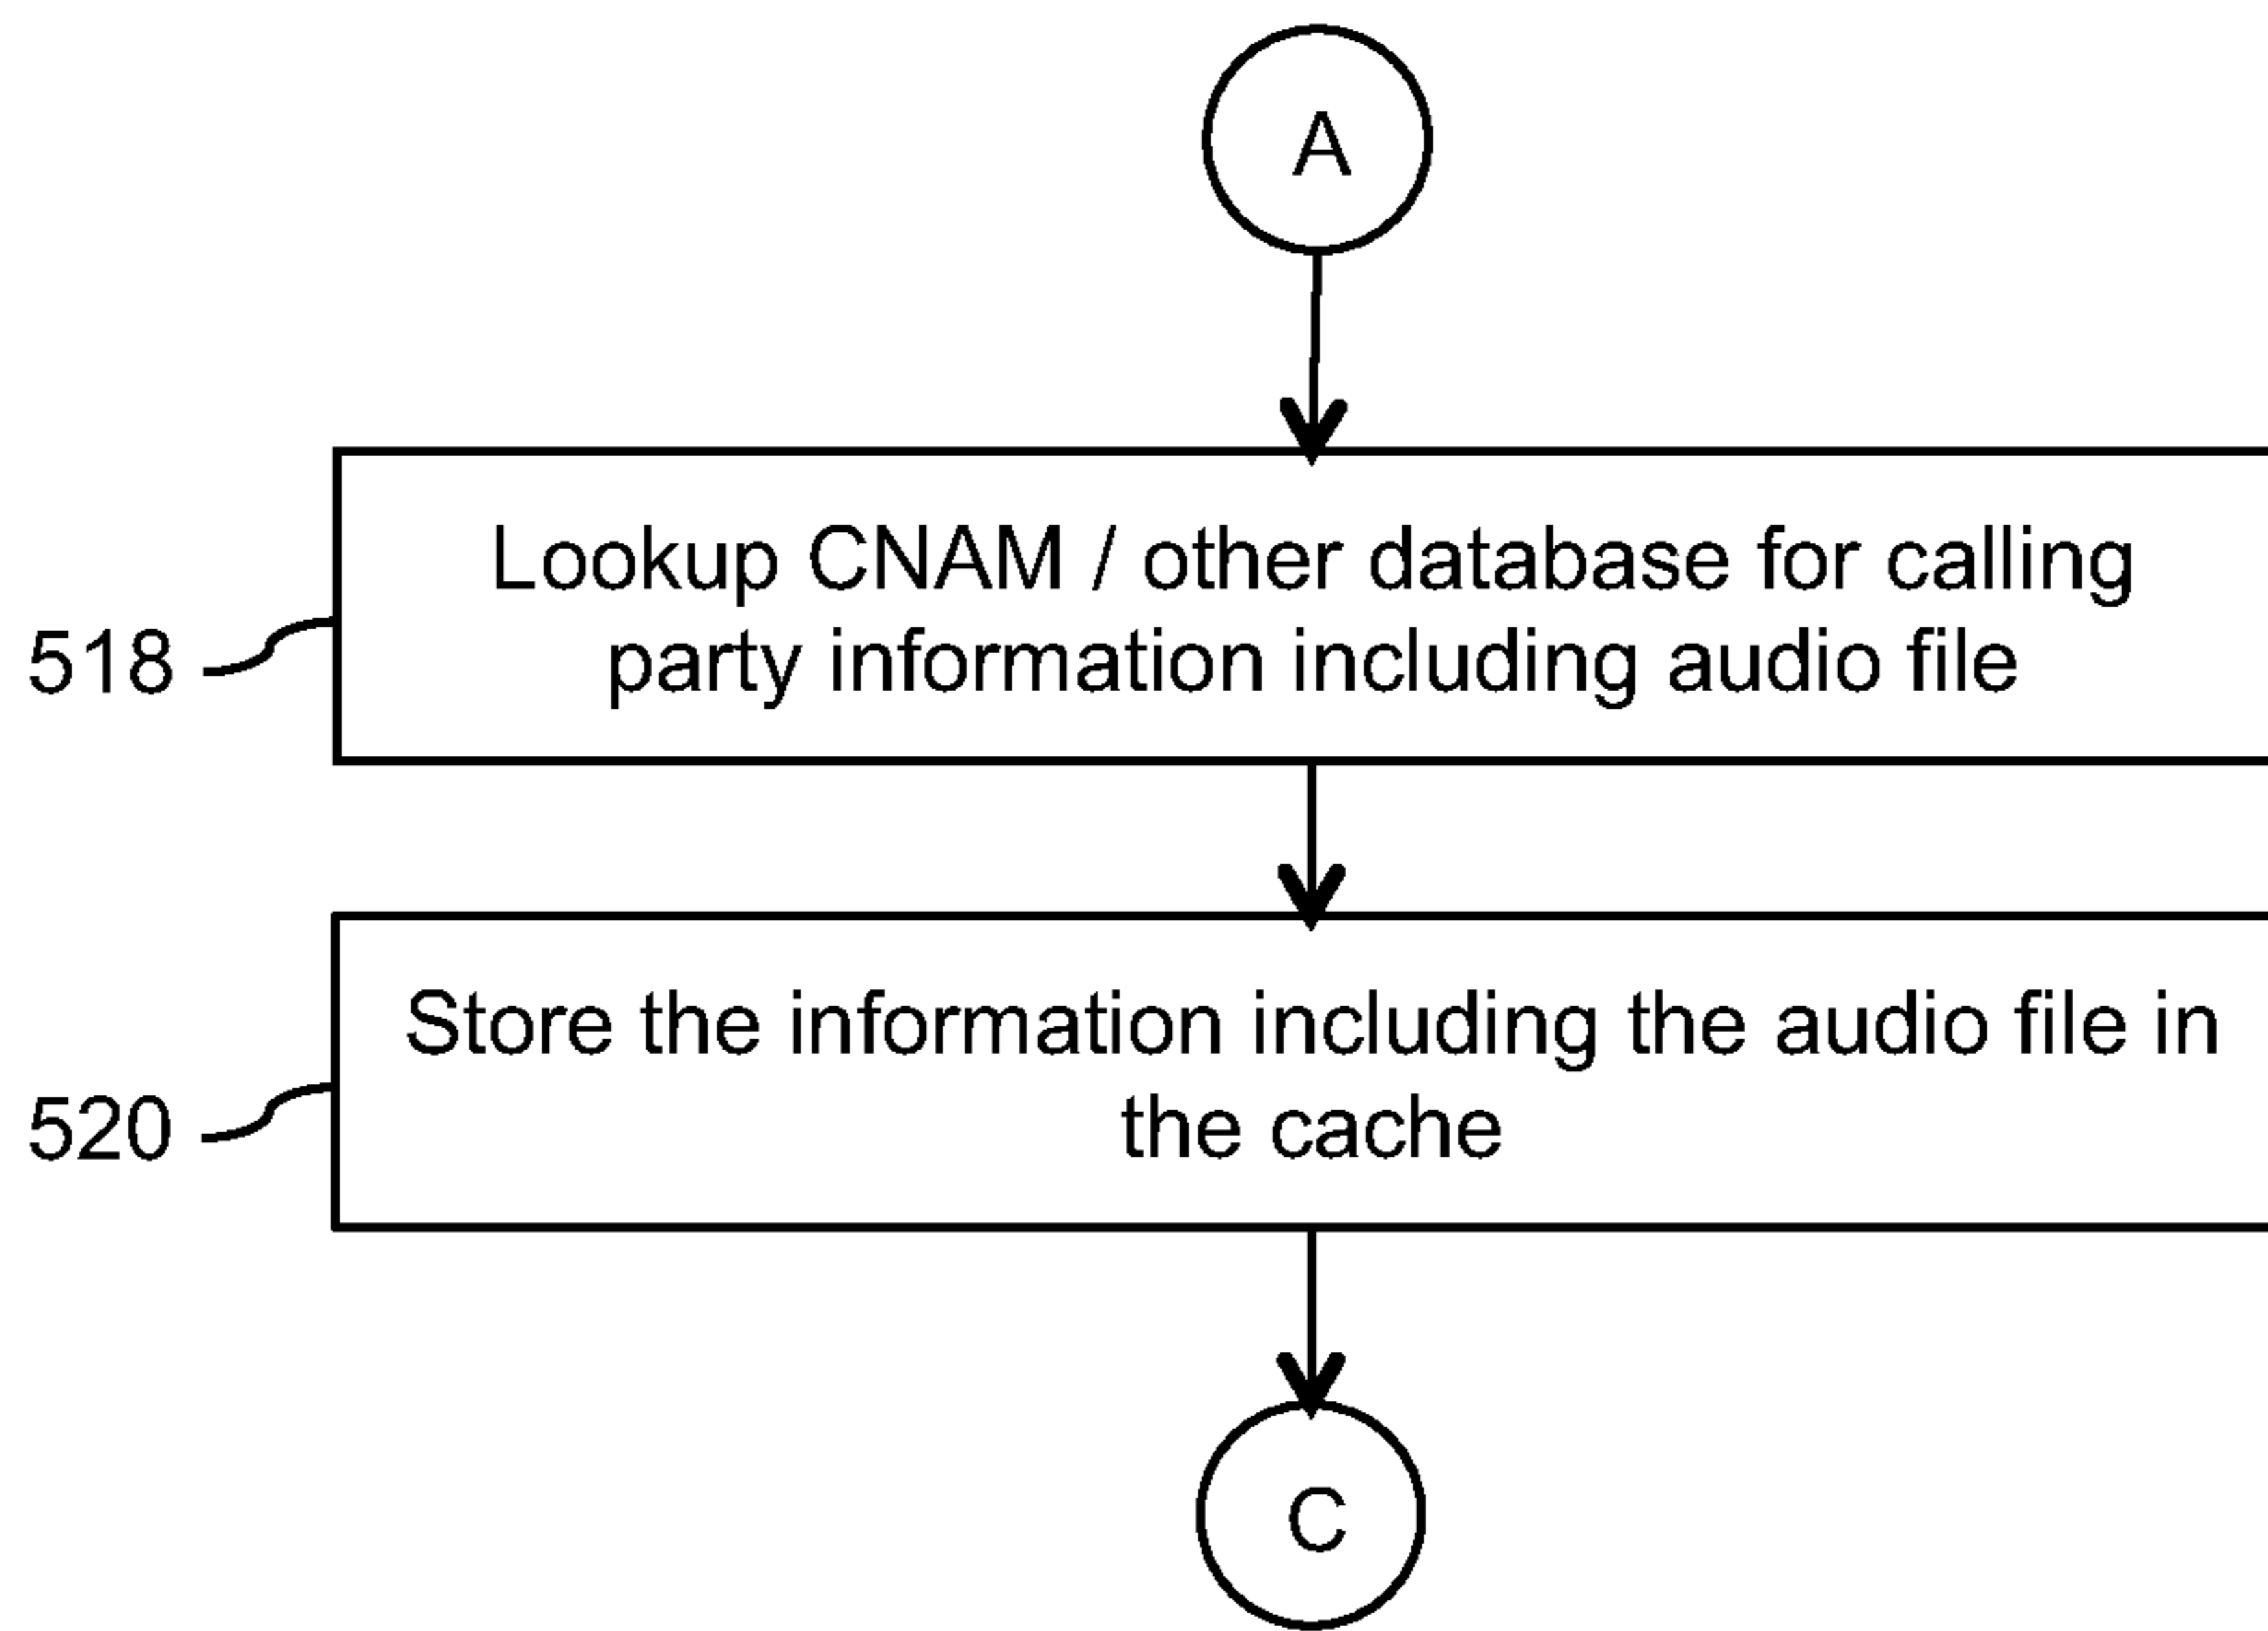 A
Lookup CNAM / other database for calling
party information including audio file
518
Store the information including the audio file in
the cache
520
C